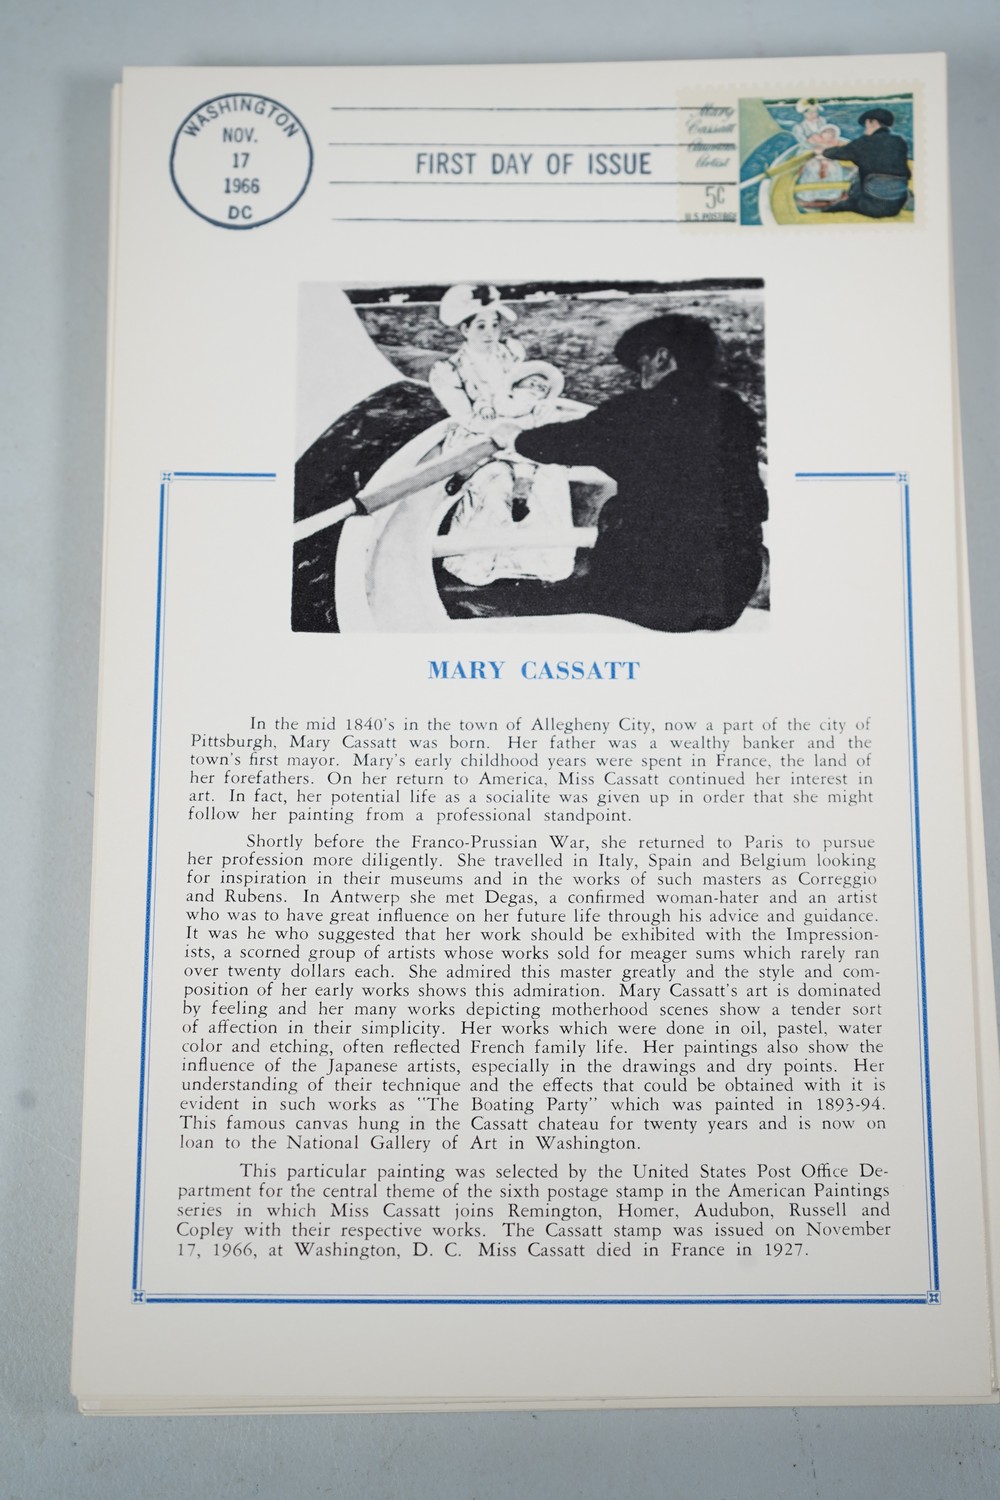 WASHINGTON
NOV.
17
1966
DC
FIRST DAY OF ISSUE
Mary
Cassatt
American
Artist
5c
U.S. POSTAGE
MARY CASSATT
In the mid 1840's in the town of Allegheny City, now a part of the city of
Pittsburgh, Mary Cassatt was born. Her father was a wealthy banker and the
town's first mayor. Mary's early childhood years were spent in France, the land of
her forefathers. On her return to America, Miss Cassatt continued her interest in
art. In fact, her potential life as a socialite was given up in order that she might
follow her painting from a professional standpoint.
Shortly before the Franco-Prussian War, she returned to Paris to pursue
her profession more diligently. She travelled in Italy, Spain and Belgium looking
for inspiration in their museums and in the works of such masters as Correggio
and Rubens. In Antwerp she met Degas, a confirmed woman-hater and an artist
who was to have great influence on her future life through his advice and guidance.
It was he who suggested that her work should be exhibited with the Impression-
ists, a scorned group of artists whose works sold for meager sums which rarely ran
over twenty dollars each. She admired this master greatly and the style and com-
position of her early works shows this admiration. Mary Cassatt's art is dominated
by feeling and her many works depicting motherhood scenes show a tender sort
of affection in their simplicity. Her works which were done in oil, pastel, water
color and etching, often reflected French family life. Her paintings also show the
influence of the Japanese artists, especially in the drawings and dry points. Her
understanding of their technique and the effects that could be obtained with it is
evident in such works as "The Boating Party" which was painted in 1893-94.
This famous canvas hung in the Cassatt chateau for twenty years and is now on
loan to the National Gallery of Art in Washington.
This particular painting was selected by the United States Post Office De-
partment for the central theme of the sixth postage stamp in the American Paintings
series in which Miss Cassatt joins Remington, Homer, Audubon, Russell and
Copley with their respective works. The Cassatt stamp was issued on November
17, 1966, at Washington, D. C. Miss Cassatt died in France in 1927.